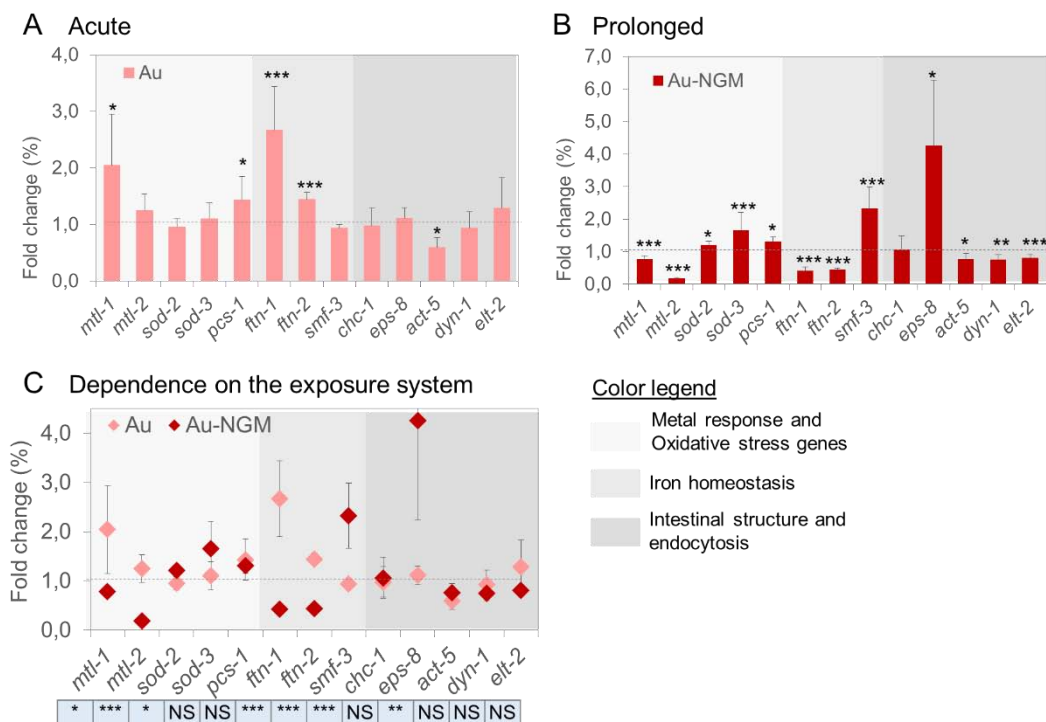 A Acute
4,0
3,0
2,0
1,0
0,0
Fold change (%)
Au
* * *** *** *
mtl-1 mtl-2 sod-2 sod-3 pcs-1 ftn-1 ftn-2 smf-3 chc-1 eps-8 act-5 dyn-1 elt-2
B Prolonged
7,0
6,0
5,0
4,0
3,0
2,0
1,0
0,0
Fold change (%)
Au-NGM
*** *** * *** * *** *** *** * * ** ***
mtl-1 mtl-2 sod-2 sod-3 pcs-1 ftn-1 ftn-2 smf-3 chc-1 eps-8 act-5 dyn-1 elt-2
C Dependence on the exposure system
4,0
3,0
2,0
1,0
0,0
Fold change (%)
Au Au-NGM
mtl-1 mtl-2 sod-2 sod-3 pcs-1 ftn-1 ftn-2 smf-3 chc-1 eps-8 act-5 dyn-1 elt-2
* *** * NS NS *** *** *** NS ** NS NS NS
Color legend
Metal response and
Oxidative stress genes
Iron homeostasis
Intestinal structure and
endocytosis